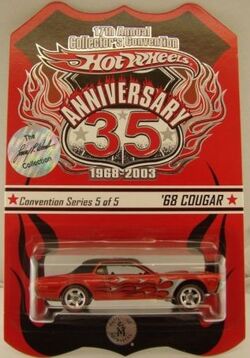 17th Annual
Collector's Convention
Hot Wheels
ANNIVERSARY
35
1968-2003
The
Collection
Convention Series 5 of 5
'68 COUGAR